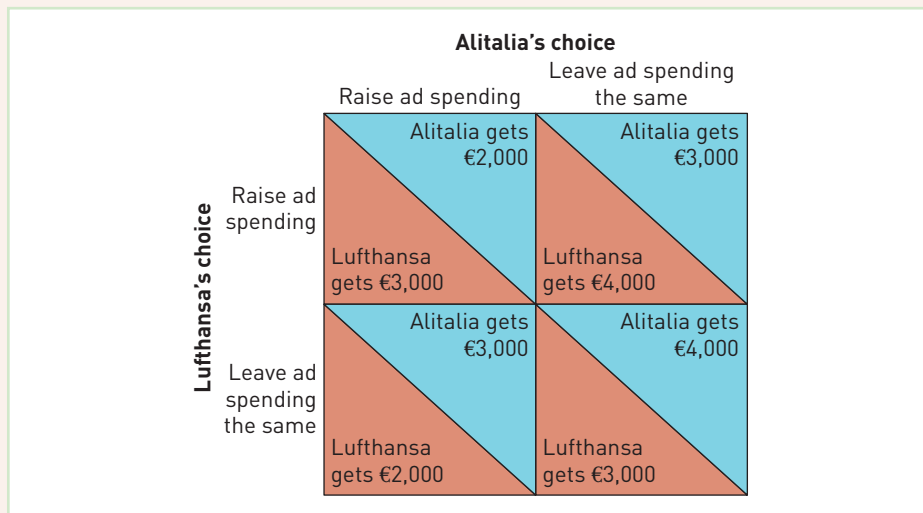 Alitalia’s choice
Raise ad spending
Leave ad spending
the same
Lufthansa’s choice
Raise ad
spending
Alitalia gets
€2,000
Lufthansa
gets €3,000
Alitalia gets
€3,000
Lufthansa
gets €4,000
Leave ad
spending
the same
Alitalia gets
€3,000
Lufthansa
gets €2,000
Alitalia gets
€4,000
Lufthansa
gets €3,000